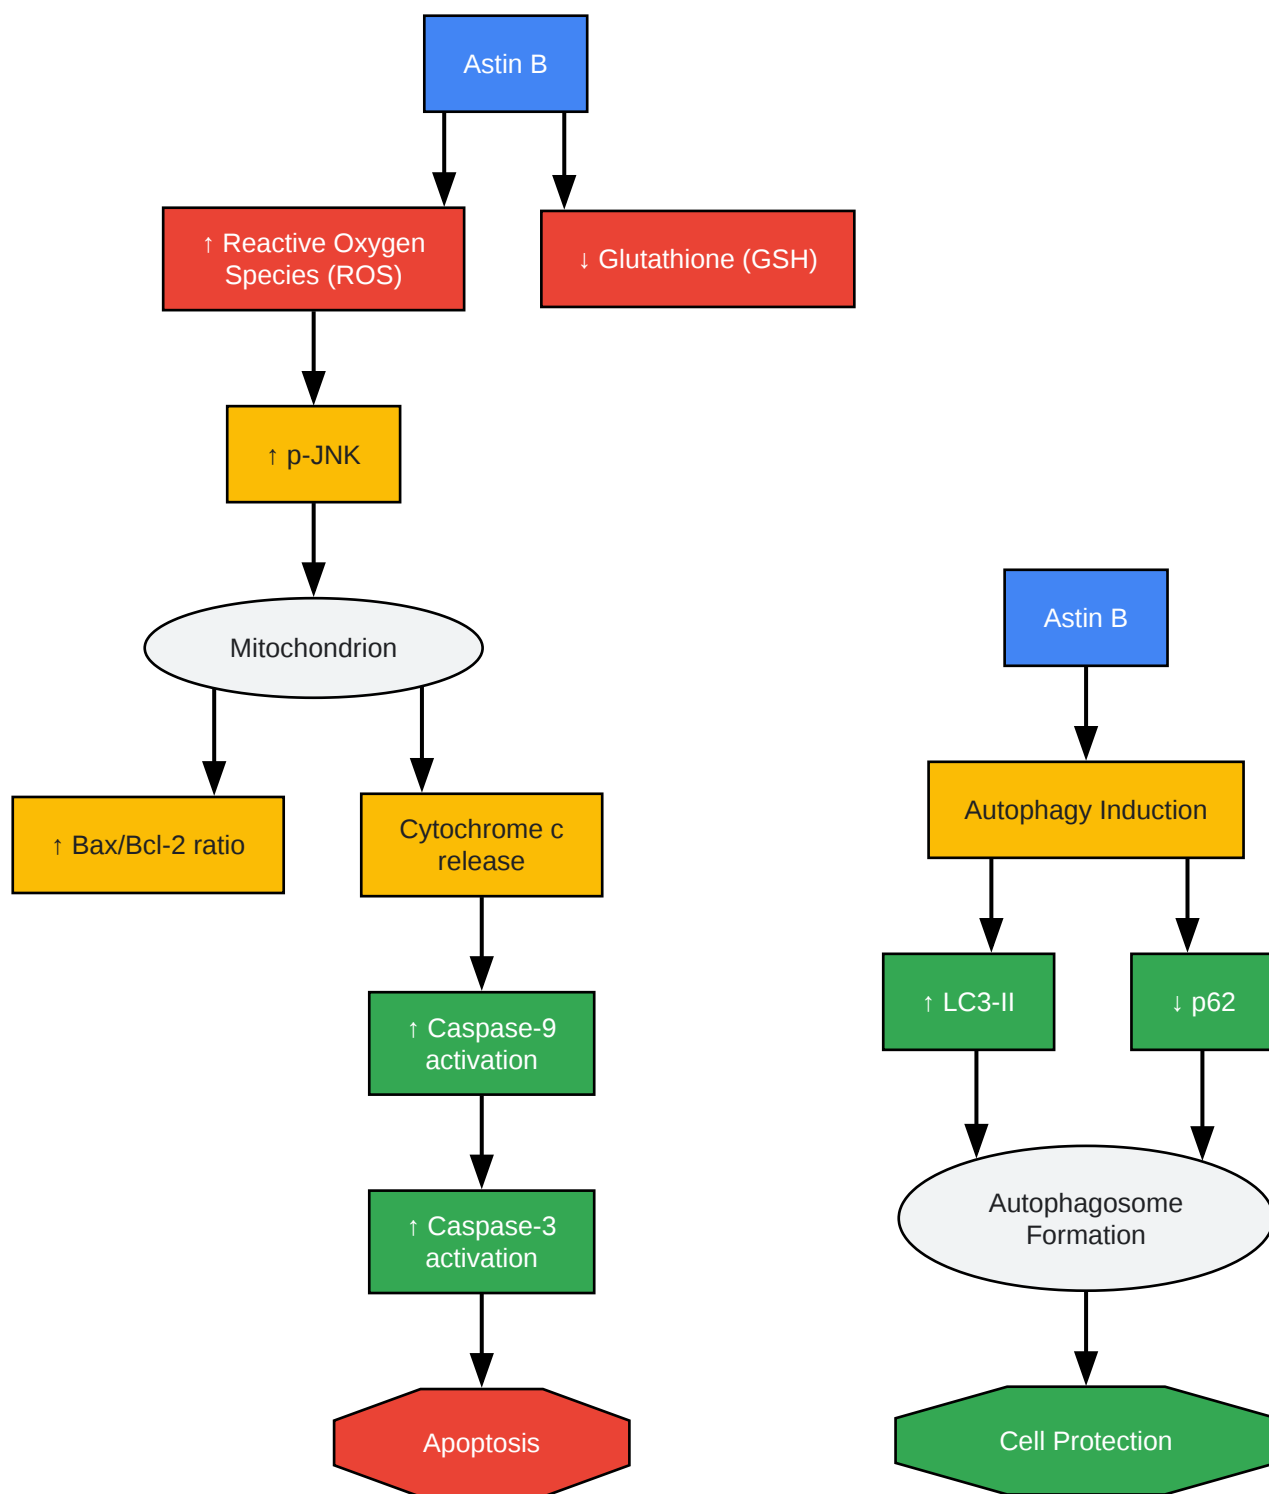 Astin B
↑ Reactive Oxygen
Species (ROS)
↓ Glutathione (GSH)
↑ p-JNK
Mitochondrion
↑ Bax/Bcl-2 ratio
Cytochrome c
release
↑ Caspase-9
activation
↑ Caspase-3
activation
Apoptosis
Astin B
Autophagy Induction
↑ LC3-II
↓ p62
Autophagosome
Formation
Cell Protection